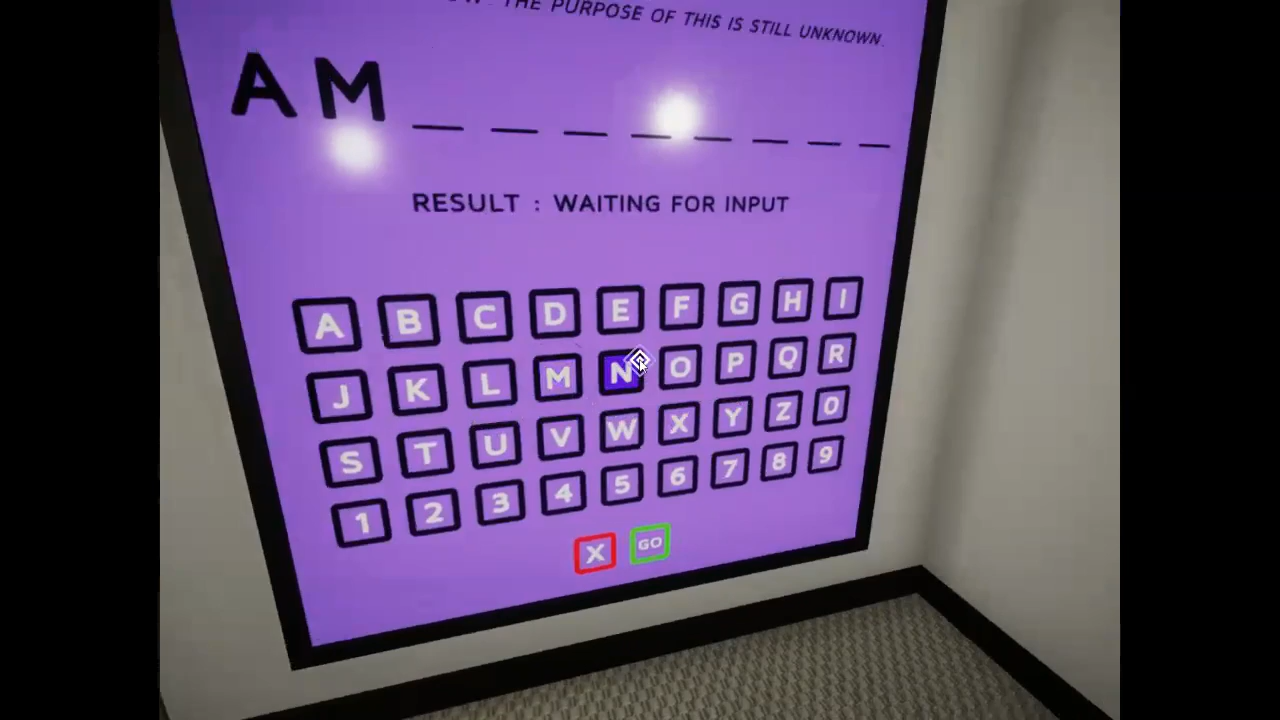 THE PURPOSE OF THIS IS STILL UNKNOWN.
A M _ _ _ _ _ _ _ _
RESULT : WAITING FOR INPUT
A B C D E F G H I
J K L M N O P Q R
S T U V W X Y Z 0
1 2 3 4 5 6 7 8 9
X GO